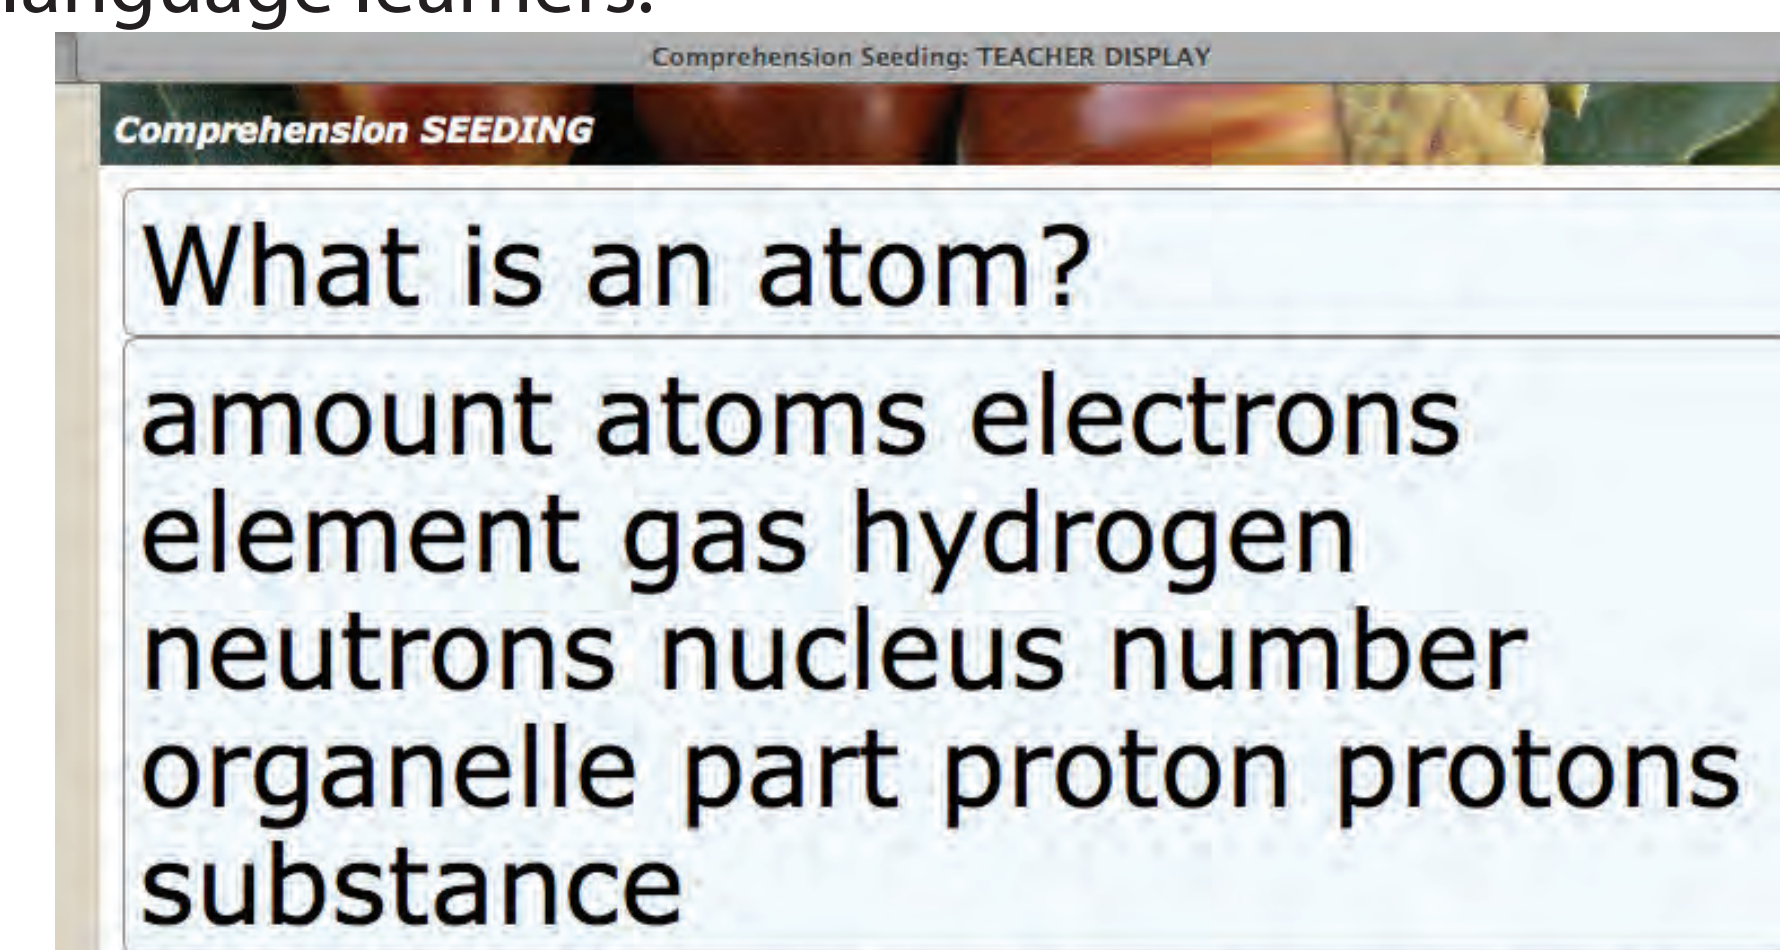 language learners.
Comprehension Seeding: TEACHER DISPLAY
Comprehension SEEDING
What is an atom?
amount atoms electrons
element gas hydrogen
neutrons nucleus number
organelle part proton protons
substance